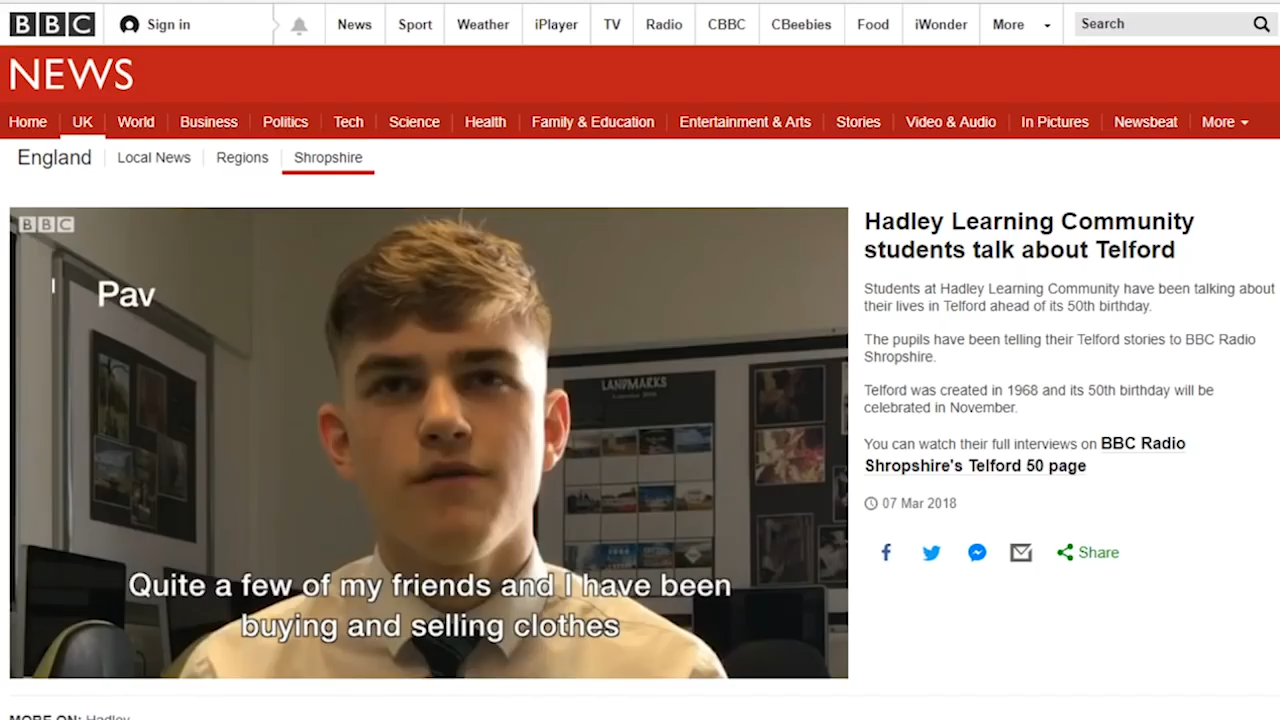 BBC Sign in News Sport Weather iPlayer TV Radio CBBC CBeebies Food iWonder More Search
NEWS
Home UK World Business Politics Tech Science Health Family & Education Entertainment & Arts Stories Video & Audio In Pictures Newsbeat More
England Local News Regions Shropshire
BBC
Pav
LANDMARKS
Quite a few of my friends and I have been
buying and selling clothes
Hadley Learning Community
students talk about Telford
Students at Hadley Learning Community have been talking about
their lives in Telford ahead of its 50th birthday.
The pupils have been telling their Telford stories to BBC Radio
Shropshire.
Telford was created in 1968 and its 50th birthday will be
celebrated in November.
You can watch their full interviews on BBC Radio
Shropshire's Telford 50 page
07 Mar 2018
Share
MORE ON: Hadley